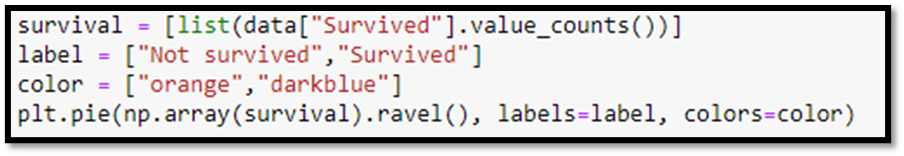 survival = [list(data["Survived"].value_counts())]
label = ["Not survived","Survived"]
color = ["orange","darkblue"]
plt.pie(np.array(survival).ravel(), labels=label, colors=color)